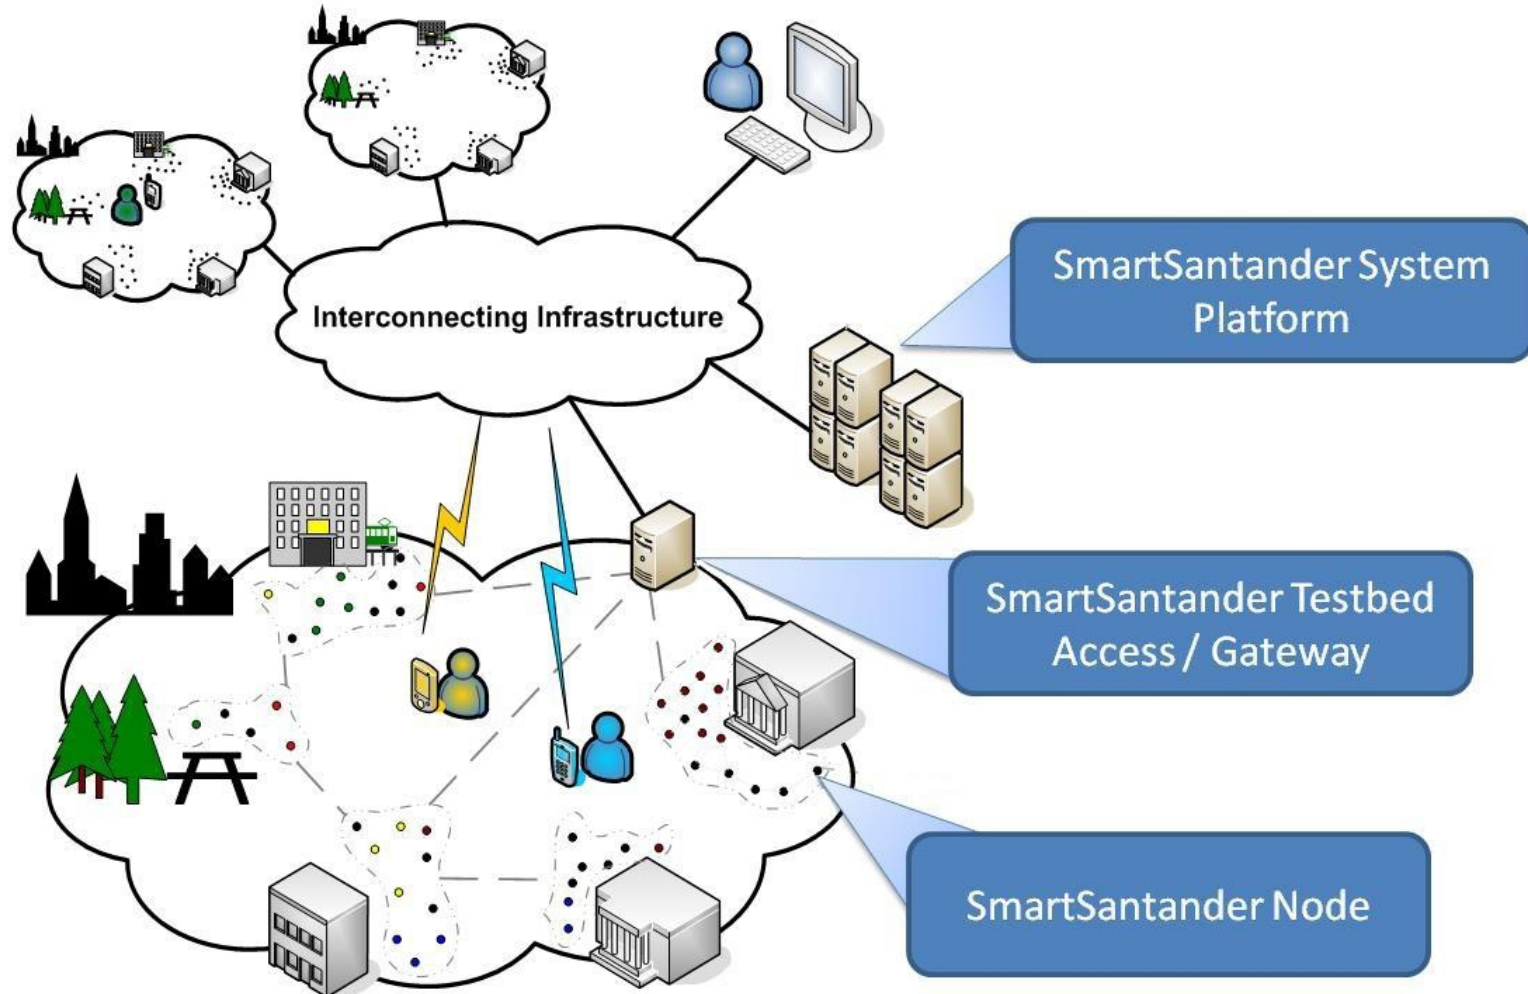 Interconnecting Infrastructure
SmartSantander System
Platform
SmartSantander Testbed
Access / Gateway
SmartSantander Node